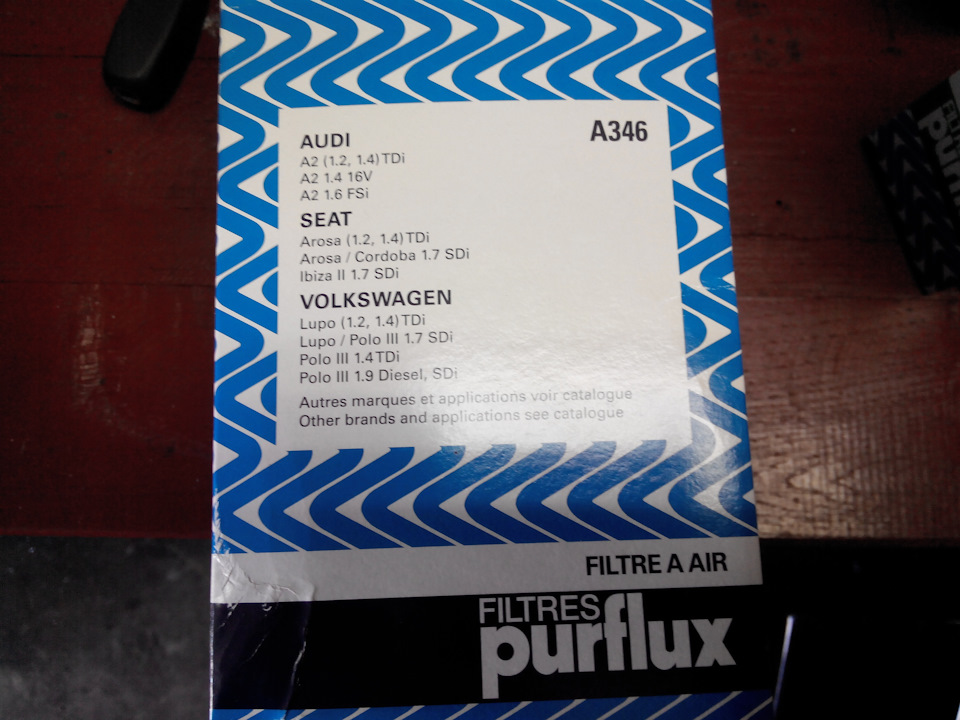 A346
AUDI
A2 (1.2, 1.4) TDi
A2 1.4 16V
A2 1.6 FSi
SEAT
Arosa (1.2, 1.4) TDi
Arosa / Cordoba 1.7 SDi
Ibiza II 1.7 SDi
VOLKSWAGEN
Lupo (1.2, 1.4) TDi
Lupo / Polo III 1.7 SDi
Polo III 1.4 TDi
Polo III 1.9 Diesel, SDi
Autres marques et applications voir catalogue
Other brands and applications see catalogue
FILTRE A AIR
FILTRES
purflux